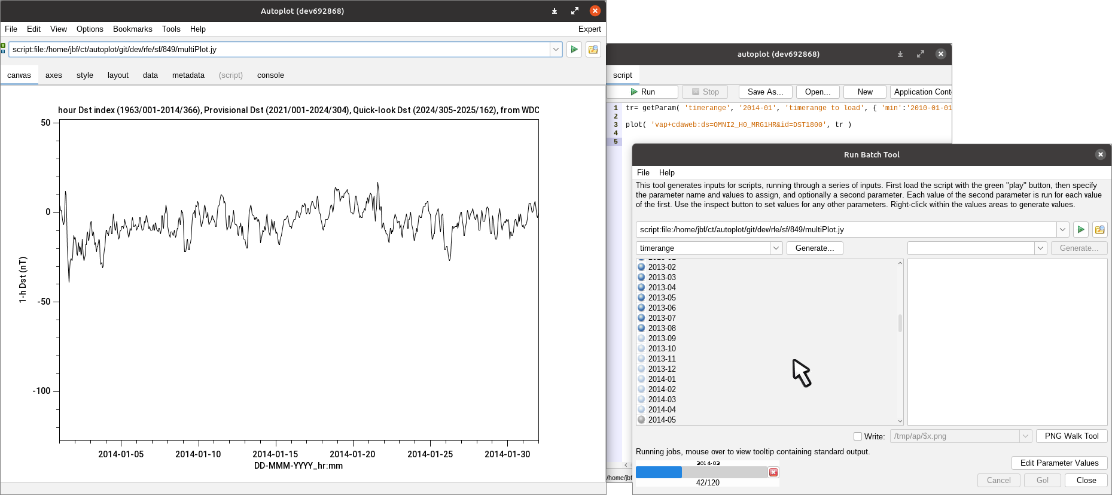 Autoplot (dev692868)
File Edit View Options Bookmarks Tools Help Expert
script:file:/home/jbf/ct/autoplot/git/dev/rfe/sf/849/multiPlot.jy
canvas axes style layout data metadata (script) console
hour Dst index (1963/001-2014/366), Provisional Dst (2021/001-2024/304), Quick-look Dst (2024/305-2025/162), from WDC
50
0
-50
-100
1-h Dst (nT)
2014-01-05 2014-01-10 2014-01-15 2014-01-20 2014-01-25 2014-01-30
DD-MMM-YYYY_hr:mm
autoplot (dev692868)
script
Run Stop Save As... Open... New Application Cont
1 tr= getParam( 'timerange', '2014-01', 'timerange to load', { 'min':'2010-01-01
2
3 plot( 'vap+cdaweb:ds=OMNI2_H0_MRG1HR&id=DST1800', tr )
4
5
/home/jbf
Run Batch Tool
File Help
This tool generates inputs for scripts, running through a series of inputs. First load the script with the green "play" button, then specify
the parameter name and values to assign, and optionally a second parameter. Each value of the second parameter is run for each value
of the first. Use the inspect button to set values for any other parameters. Right-click within the values areas to generate values.
script:file:/home/jbf/ct/autoplot/git/dev/rfe/sf/849/multiPlot.jy
timerange Generate... Generate...
2013-02
2013-03
2013-04
2013-05
2013-06
2013-07
2013-08
2013-09
2013-10
2013-11
2013-12
2014-01
2014-02
2014-03
2014-04
2014-05
Write: /tmp/ap/$x.png PNG Walk Tool
Running jobs, mouse over to view tooltip containing standard output.
42/120
Edit Parameter Values
Cancel Go! Close